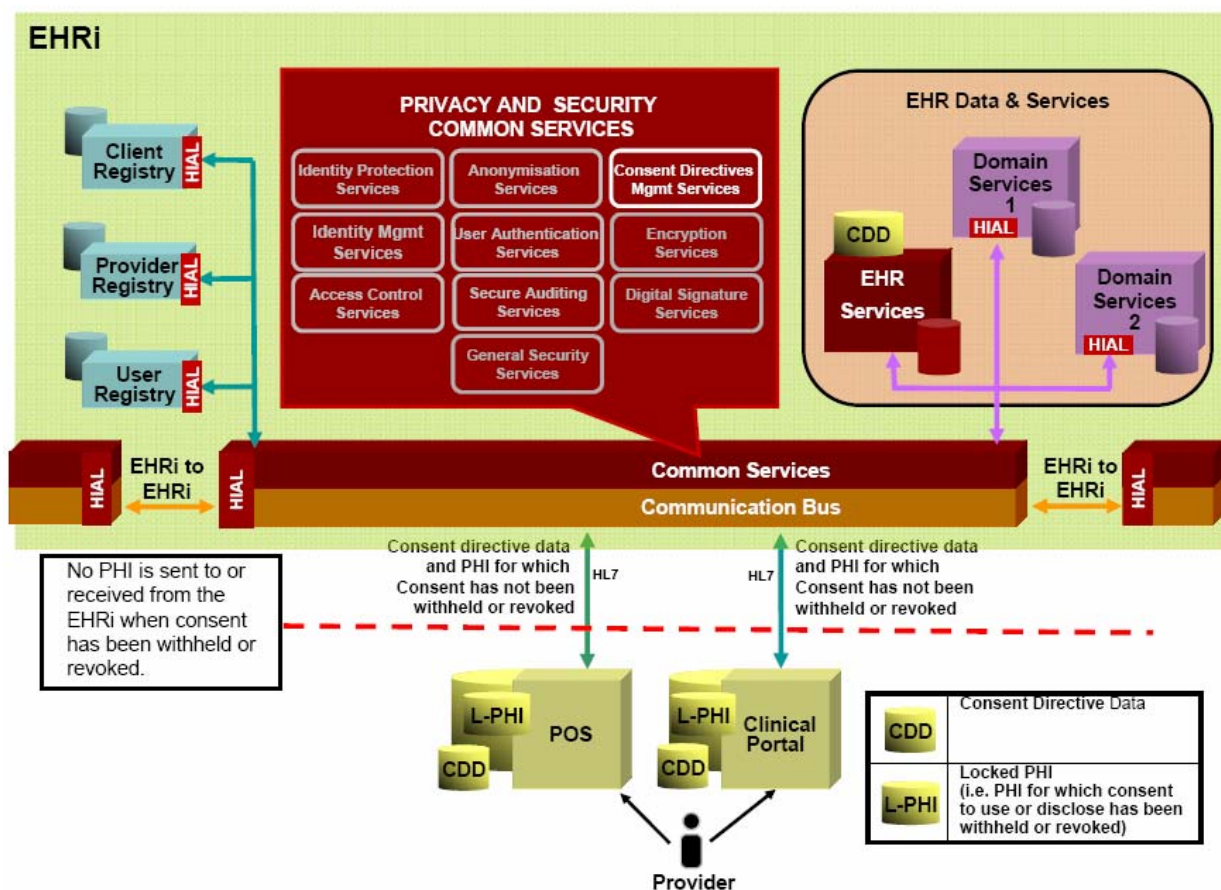 EHRi
PRIVACY AND SECURITY
COMMON SERVICES
Identity Protection
Services
Anonymisation
Services
Consent Directives
Mgmt Services
Identity Mgmt
Services
User Authentication
Services
Encryption
Services
Access Control
Services
Secure Auditing
Services
Digital Signature
Services
General Security
Services
Client
Registry
HIAL
Provider
Registry
HIAL
User
Registry
HIAL
EHR Data & Services
Domain
Services
1
HIAL
CDD
EHR
Services
Domain
Services
2
HIAL
HIAL
EHRi to
EHRi
HIAL
Common Services
Communication Bus
EHRi to
EHRi
HIAL
No PHI is sent to or
received from the
EHRi when consent
has been withheld or
revoked.
Consent directive data
and PHI for which
Consent has not been
withheld or revoked
HL7
HL7
Consent directive data
and PHI for which
Consent has not been
withheld or revoked
L-PHI
CDD
POS
L-PHI
CDD
Clinical
Portal
Provider
CDD
Consent Directive Data
L-PHI
Locked PHI
(i.e. PHI for which consent
to use or disclose has been
withheld or revoked)